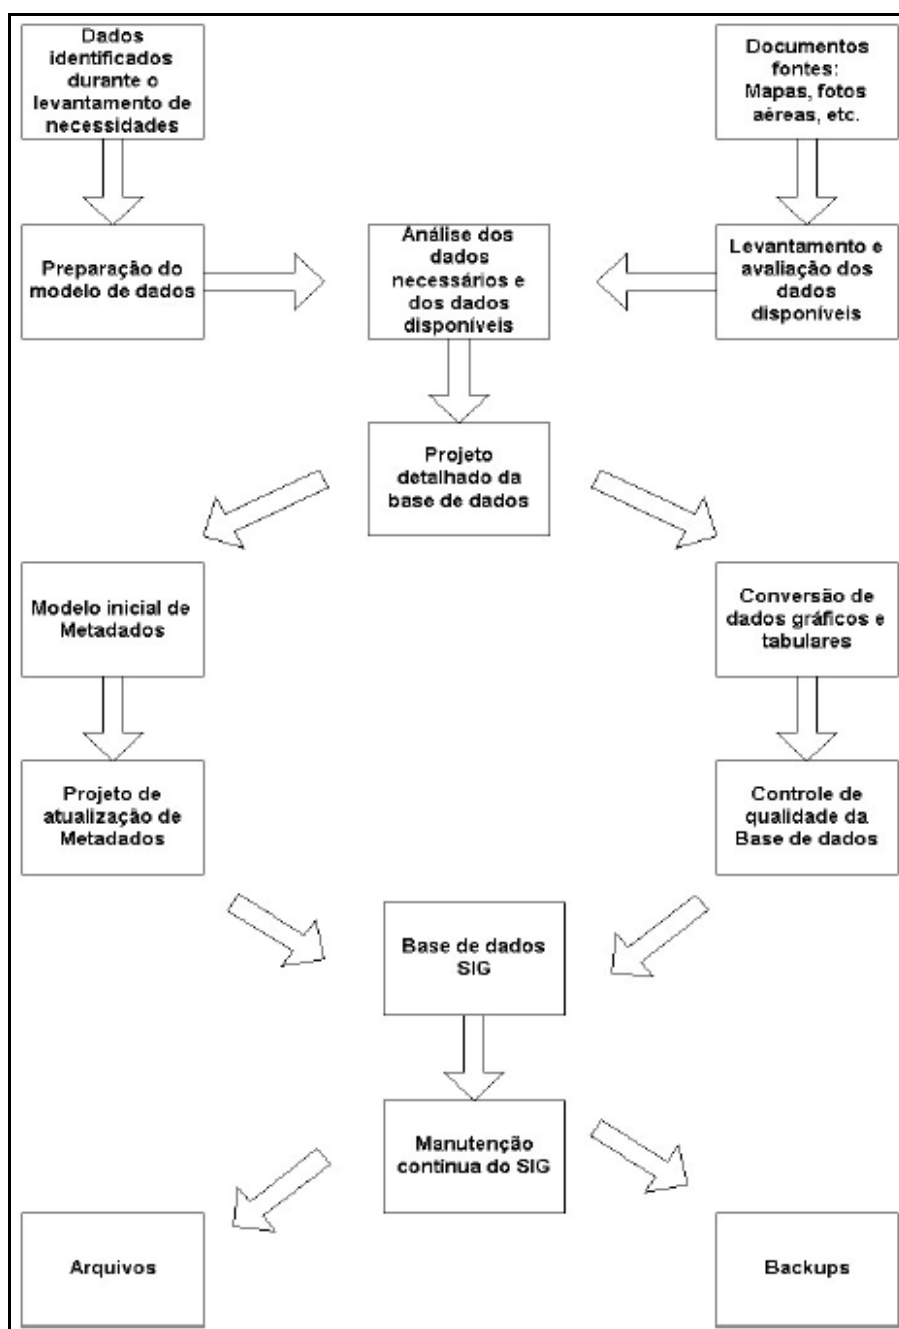 Dados
identificados
durante o
levantamento de
necessidades
Documentos
fontes:
Mapas, fotos
aéreas, etc.
Preparação do
modelo de dados
Análise dos
dados
necessários e
dos dados
disponíveis
Levantamento e
avaliação dos
dados
disponíveis
Projeto
detalhado da
base de dados
Modelo inicial de
Metadados
Conversão de
dados gráficos e
tabulares
Projeto de
atualização de
Metadados
Controle de
qualidade da
Base de dados
Base de dados
SIG
Manutenção
contínua do SIG
Arquivos
Backups